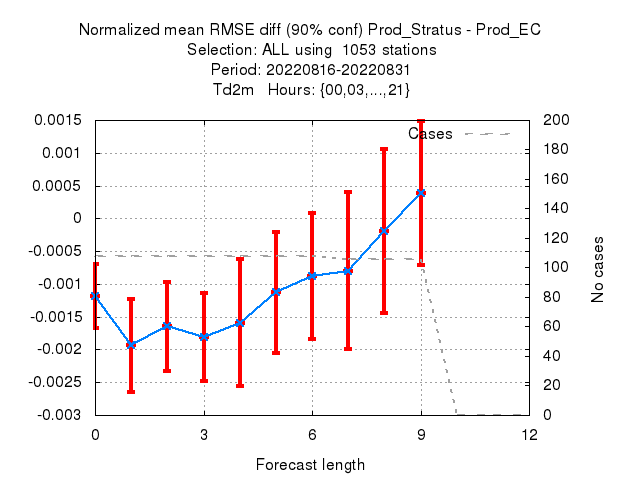 Normalized mean RMSE diff (90% conf) Prod_Stratus - Prod_EC
Selection: ALL using  1053 stations
Period: 20220816-20220831
Td2m   Hours: {00,03,...,21}
Cases
0.0015
0.001
0.0005
0
-0.0005
-0.001
-0.0015
-0.002
-0.0025
-0.003
200
180
160
140
120
100
80
60
40
20
0
No cases
0 3 6 9 12
Forecast length